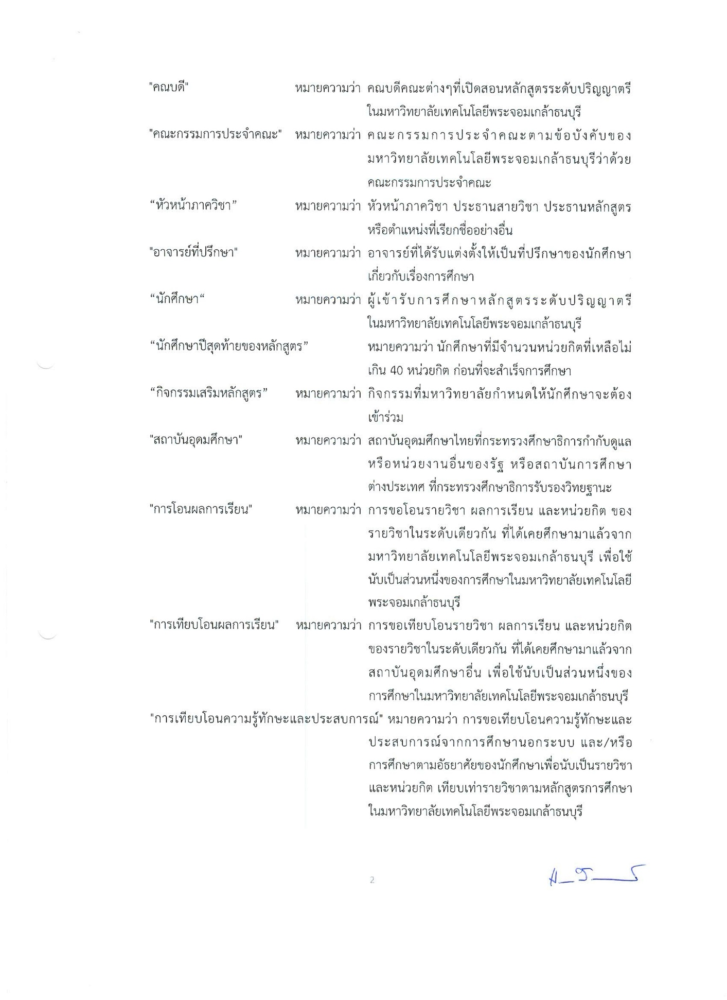 "คณบดี" หมายความว่า คณบดีคณะต่างๆที่เปิดสอนหลักสูตรระดับปริญญาตรี
ในมหาวิทยาลัยเทคโนโลยีพระจอมเกล้าธนบุรี
"คณะกรรมการประจำคณะ" หมายความว่า คณะกรรมการประจำคณะตามข้อบังคับของ
มหาวิทยาลัยเทคโนโลยีพระจอมเกล้าธนบุรีว่าด้วย
คณะกรรมการประจำคณะ
“หัวหน้าภาควิชา” หมายความว่า หัวหน้าภาควิชา ประธานสายวิชา ประธานหลักสูตร
หรือตำแหน่งที่เรียกชื่ออย่างอื่น
"อาจารย์ที่ปรึกษา" หมายความว่า อาจารย์ที่ได้รับแต่งตั้งให้เป็นที่ปรึกษาของนักศึกษา
เกี่ยวกับเรื่องการศึกษา
“นักศึกษา“ หมายความว่า ผู้เข้ารับการศึกษาหลักสูตรระดับปริญญาตรี
ในมหาวิทยาลัยเทคโนโลยีพระจอมเกล้าธนบุรี
“นักศึกษาปีสุดท้ายของหลักสูตร” หมายความว่า นักศึกษาที่มีจำนวนหน่วยกิตที่เหลือไม่
เกิน 40 หน่วยกิต ก่อนที่จะสำเร็จการศึกษา
“กิจกรรมเสริมหลักสูตร” หมายความว่า กิจกรรมที่มหาวิทยาลัยกำหนดให้นักศึกษาจะต้อง
เข้าร่วม
"สถาบันอุดมศึกษา" หมายความว่า สถาบันอุดมศึกษาไทยที่กระทรวงศึกษาธิการกำกับดูแล
หรือหน่วยงานอื่นของรัฐ หรือสถาบันการศึกษา
ต่างประเทศ ที่กระทรวงศึกษาธิการรับรองวิทยฐานะ
"การโอนผลการเรียน" หมายความว่า การขอโอนรายวิชา ผลการเรียน และหน่วยกิต ของ
รายวิชาในระดับเดียวกัน ที่ได้เคยศึกษามาแล้วจาก
มหาวิทยาลัยเทคโนโลยีพระจอมเกล้าธนบุรี เพื่อใช้
นับเป็นส่วนหนึ่งของการศึกษาในมหาวิทยาลัยเทคโนโลยี
พระจอมเกล้าธนบุรี
"การเทียบโอนผลการเรียน" หมายความว่า การขอเทียบโอนรายวิชา ผลการเรียน และหน่วยกิต
ของรายวิชาในระดับเดียวกัน ที่ได้เคยศึกษามาแล้วจาก
สถาบันอุดมศึกษาอื่น เพื่อใช้นับเป็นส่วนหนึ่งของ
การศึกษาในมหาวิทยาลัยเทคโนโลยีพระจอมเกล้าธนบุรี
"การเทียบโอนความรู้ทักษะและประสบการณ์" หมายความว่า การขอเทียบโอนความรู้ทักษะและ
ประสบการณ์จากการศึกษานอกระบบ และ/หรือ
การศึกษาตามอัธยาศัยของนักศึกษาเพื่อนับเป็นรายวิชา
และหน่วยกิต เทียบเท่ารายวิชาตามหลักสูตรการศึกษา
ในมหาวิทยาลัยเทคโนโลยีพระจอมเกล้าธนบุรี
2